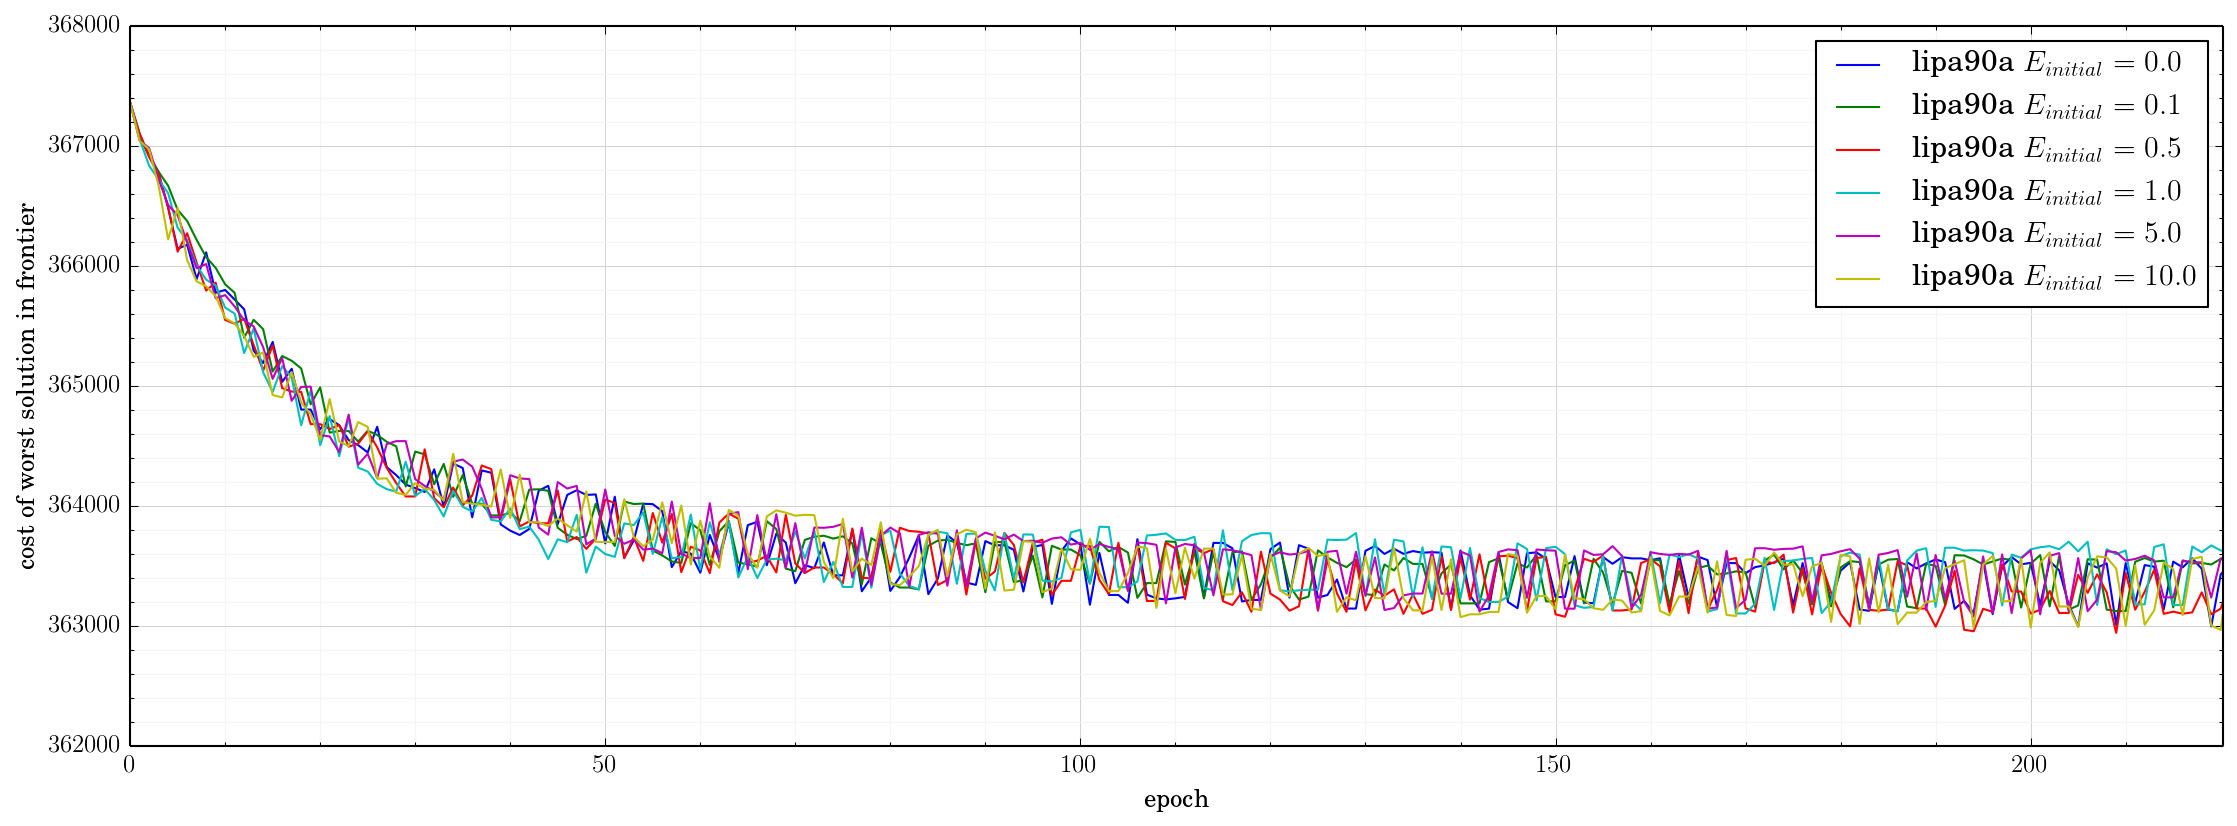 368000
367000
366000
365000
364000
363000
362000
cost of worst solution in frontier
0
50
100
150
200
epoch
lipa90a E_initial = 0.0
lipa90a E_initial = 0.1
lipa90a E_initial = 0.5
lipa90a E_initial = 1.0
lipa90a E_initial = 5.0
lipa90a E_initial = 10.0